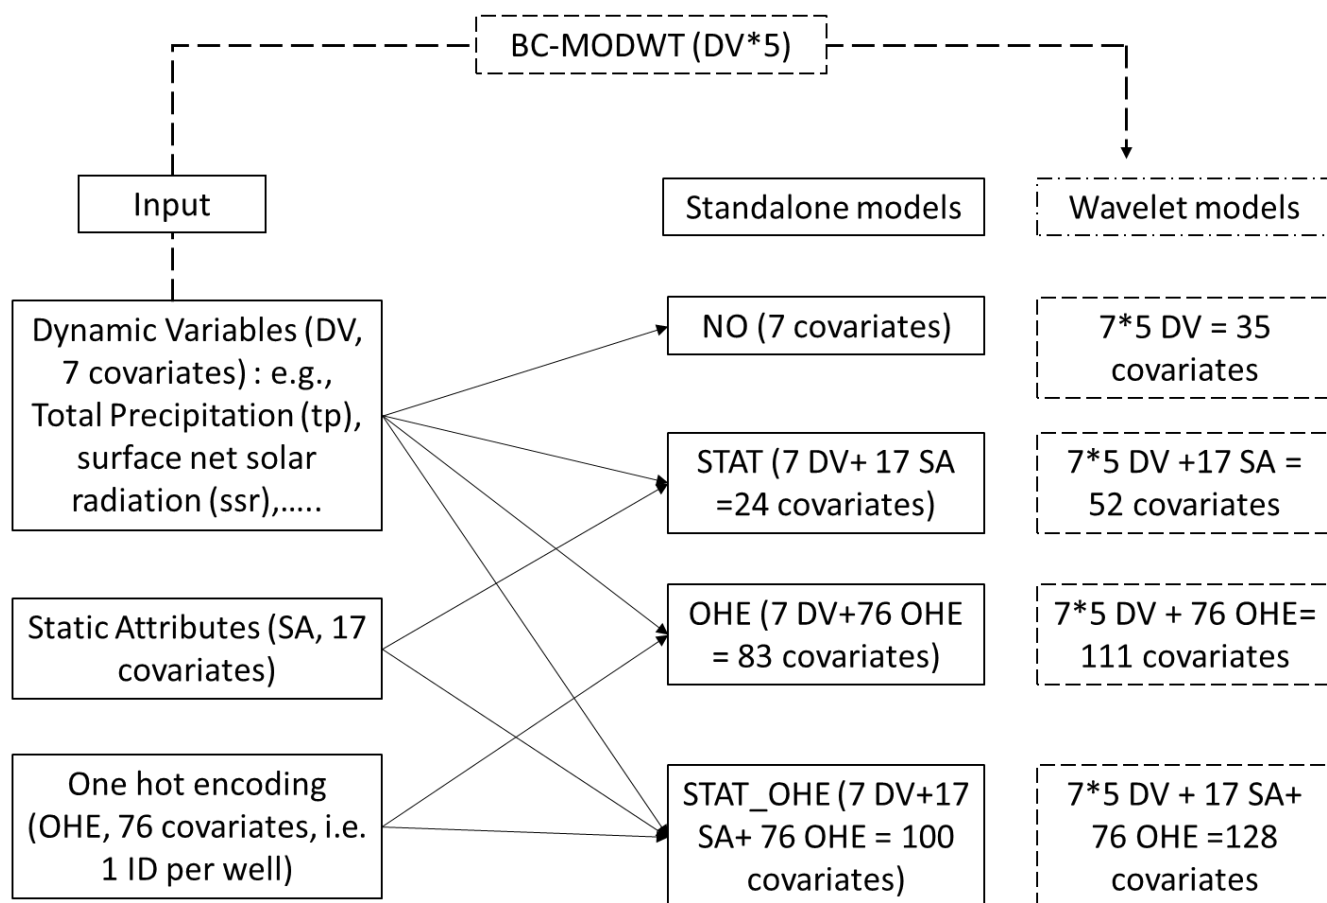 BC-MODWT (DV*5)
Input
Standalone models
Wavelet models
Dynamic Variables (DV,
7 covariates) : e.g.,
Total Precipitation (tp),
surface net solar
radiation (ssr),.....
NO (7 covariates)
7*5 DV = 35
covariates
STAT (7 DV+ 17 SA
=24 covariates)
7*5 DV +17 SA =
52 covariates
Static Attributes (SA, 17
covariates)
OHE (7 DV+76 OHE
= 83 covariates)
7*5 DV + 76 OHE=
111 covariates
One hot encoding
(OHE, 76 covariates, i.e.
1 ID per well)
STAT_OHE (7 DV+17
SA+ 76 OHE = 100
covariates)
7*5 DV + 17 SA+
76 OHE =128
covariates